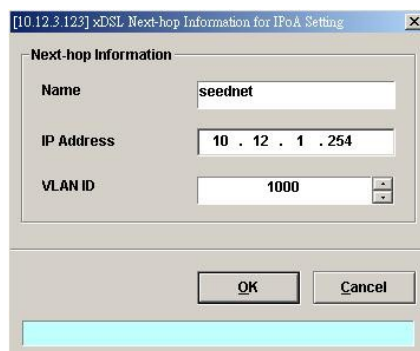 [10.12.3.123] xDSL Next-hop Information for IPoA Setting
Next-hop Information
Name seednet
IP Address 10 . 12 . 1 . 254
VLAN ID 1000
OK Cancel